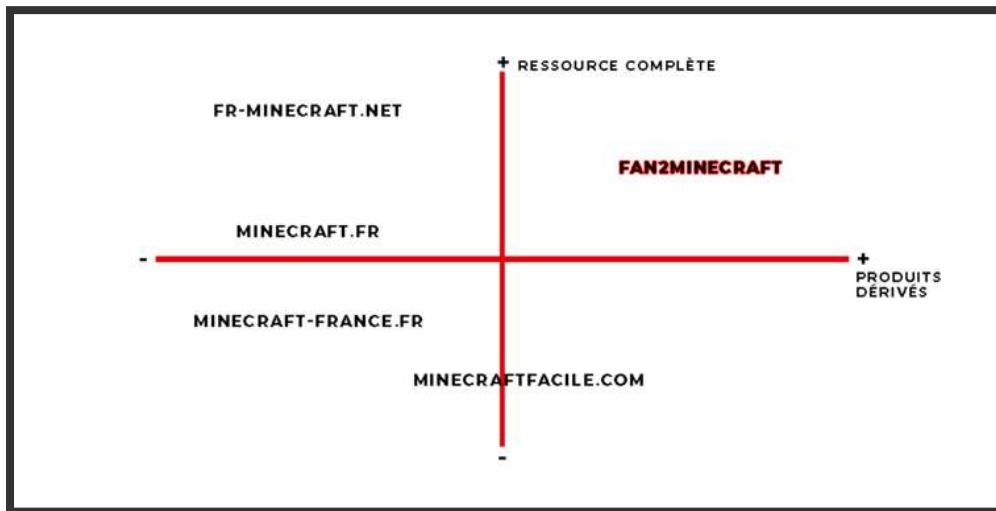 + RESSOURCE COMPLÈTE
FR-MINECRAFT.NET
FAN2MINECRAFT
MINECRAFT.FR
- +
PRODUITS
DÉRIVÉS
MINECRAFT-FRANCE.FR
MINECRAFTFACILE.COM
-